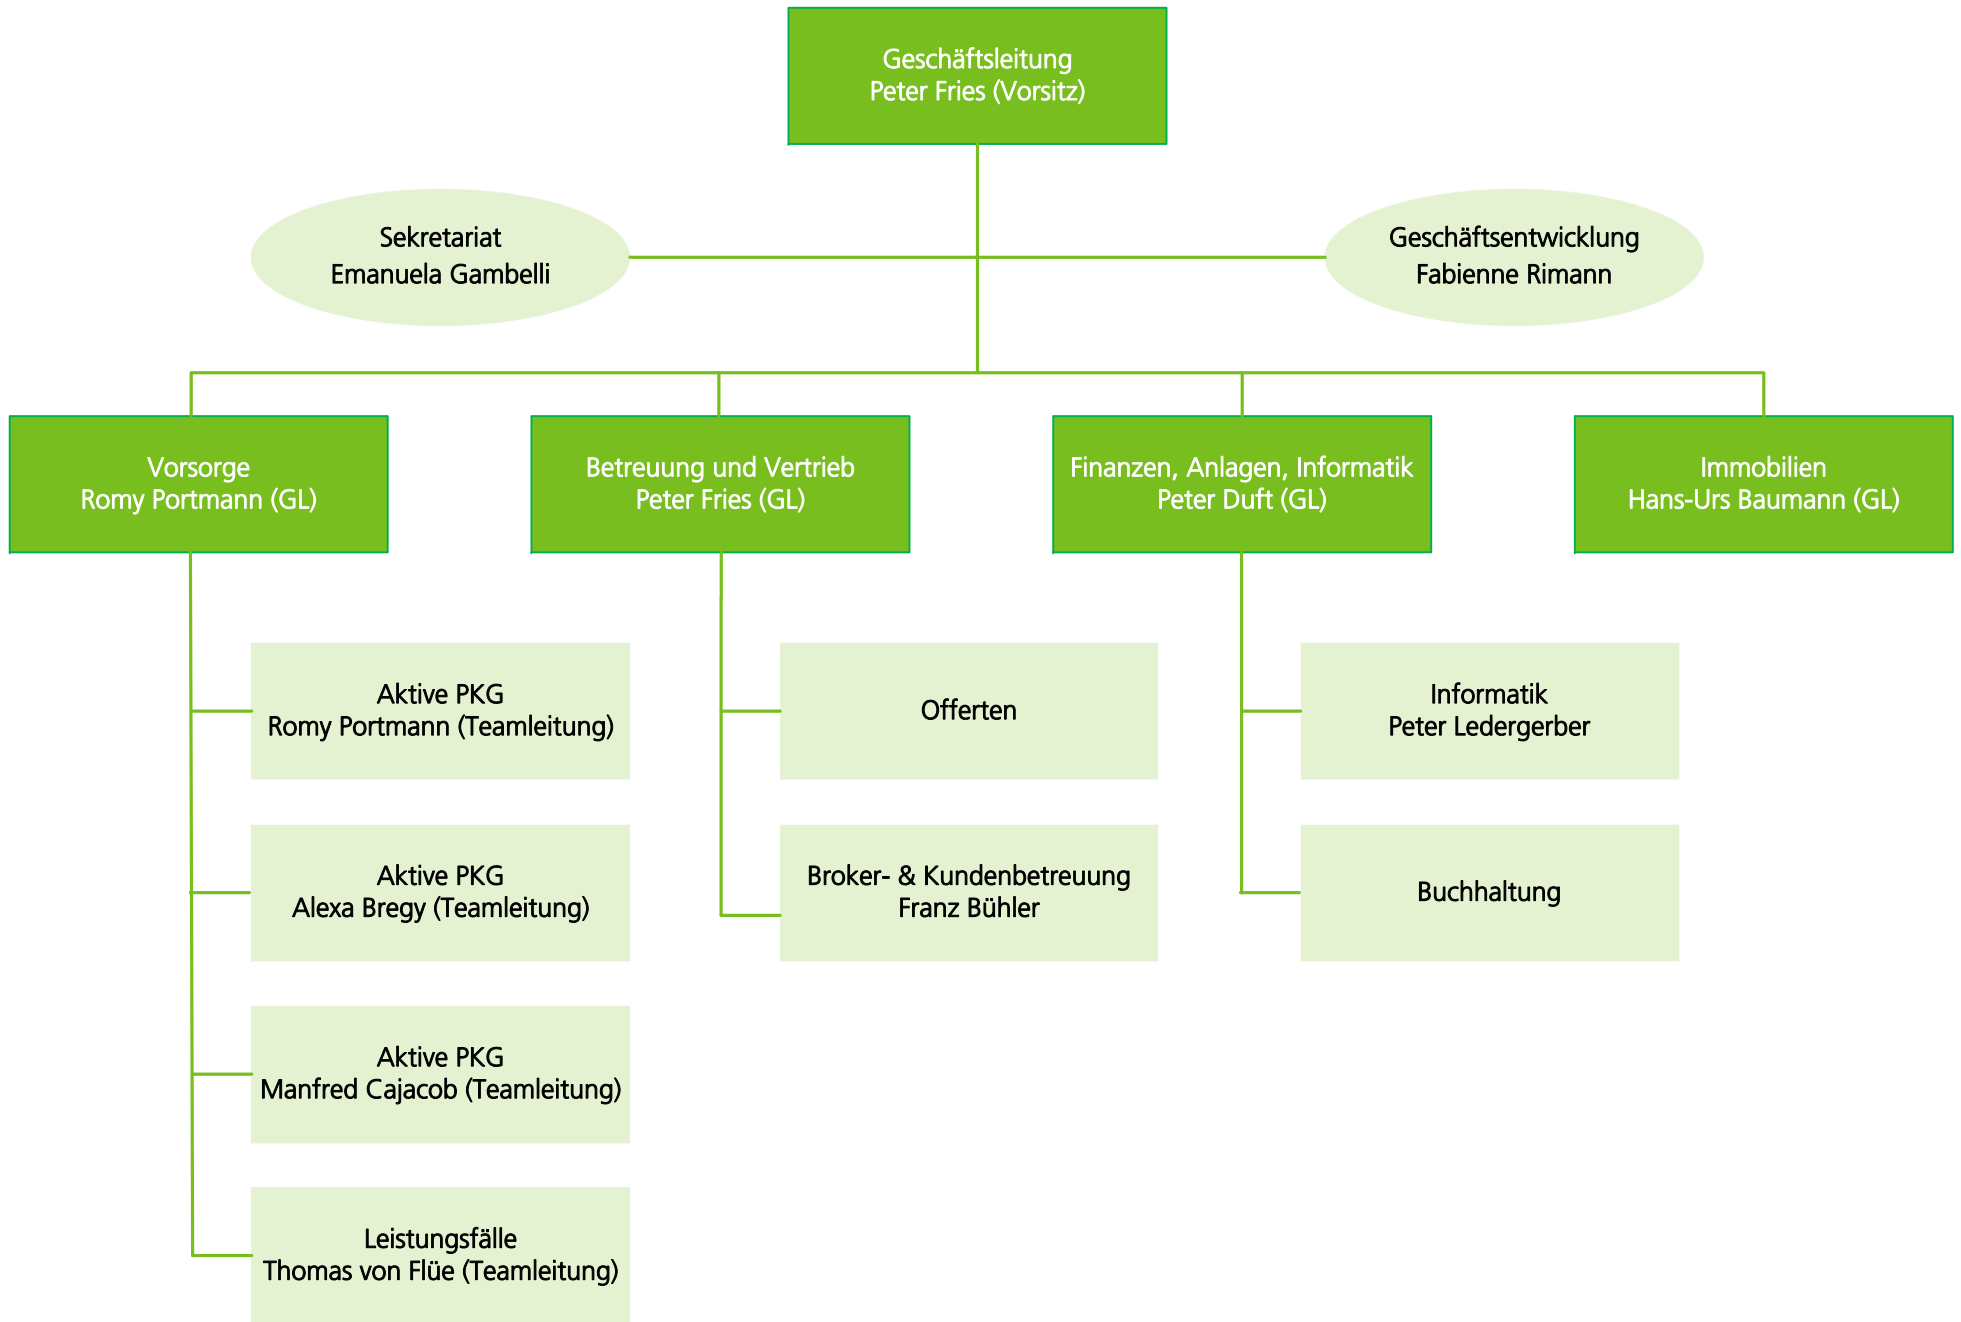 Geschäftsleitung
Peter Fries (Vorsitz)
Sekretariat
Emanuela Gambelli
Geschäftsentwicklung
Fabienne Rimann
Vorsorge
Romy Portmann (GL)
Betreuung und Vertrieb
Peter Fries (GL)
Finanzen, Anlagen, Informatik
Peter Duft (GL)
Immobilien
Hans-Urs Baumann (GL)
Aktive PKG
Romy Portmann (Teamleitung)
Offerten
Informatik
Peter Ledergerber
Aktive PKG
Alexa Bregy (Teamleitung)
Broker- & Kundenbetreuung
Franz Bühler
Buchhaltung
Aktive PKG
Manfred Cajacob (Teamleitung)
Leistungsfälle
Thomas von Flüe (Teamleitung)